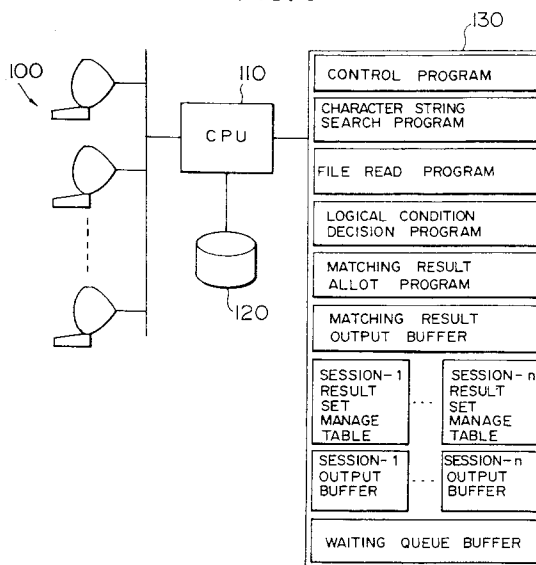 130
100
110
CONTROL PROGRAM
CHARACTER STRING
SEARCH PROGRAM
CPU
FILE READ PROGRAM
LOGICAL CONDITION
DECISION PROGRAM
MATCHING RESULT
ALLOT PROGRAM
120
MATCHING RESULT
OUTPUT BUFFER
SESSION-1
RESULT
SET
MANAGE
TABLE
...
SESSION-n
RESULT
SET
MANAGE
TABLE
SESSION-1
OUTPUT
BUFFER
...
SESSION-n
OUTPUT
BUFFER
WAITING QUEUE BUFFER